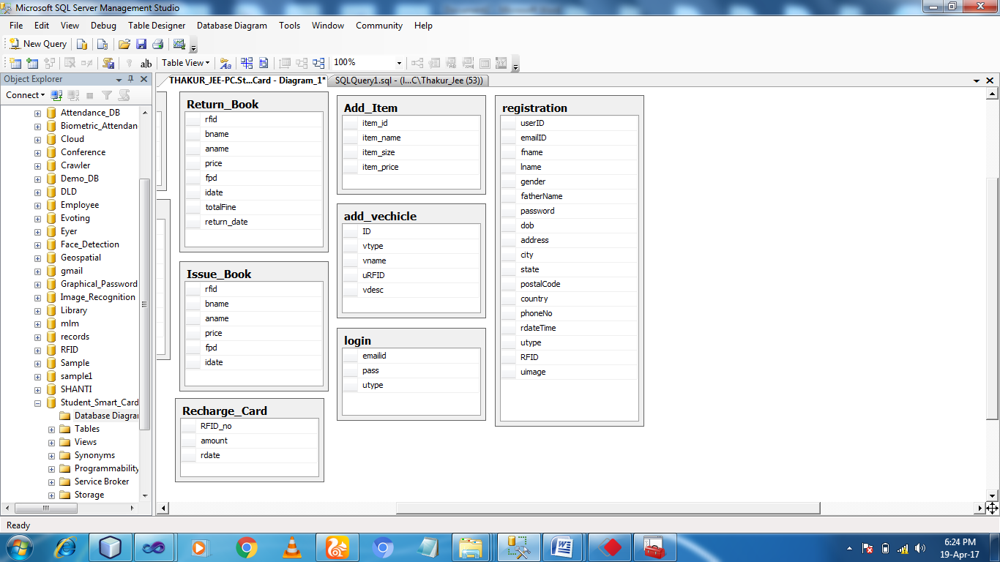 Microsoft SQL Server Management Studio
File Edit View Debug Table Designer Database Diagram Tools Window Community Help
New Query
ab Table View 100%
Object Explorer
THAKUR_JEE-PC.St...Card - Diagram_1*
SQLQuery1.sql - (l...C\Thakur_Jee (53))
Connect
Attendance_DB
Biometric_Attendan
Cloud
Conference
Crawler
Demo_DB
DLD
Employee
Evoting
Eyer
Face_Detection
Geospatial
gmail
Graphical_Password
Image_Recognition
Library
mlm
records
RFID
Sample
sample1
SHANTI
Student_Smart_Card
Database Diagra
Tables
Views
Synonyms
Programmability
Service Broker
Storage
Return_Book
rfid
bname
aname
price
fpd
idate
totalFine
return_date
Issue_Book
rfid
bname
aname
price
fpd
idate
Recharge_Card
RFID_no
amount
rdate
Add_Item
item_id
item_name
item_size
item_price
add_vechicle
ID
vtype
vname
uRFID
vdesc
login
emailid
pass
utype
registration
userID
emailID
fname
lname
gender
fatherName
password
dob
address
city
state
postalCode
country
phoneNo
rdateTime
utype
RFID
uimage
Ready
6:24 PM
19-Apr-17